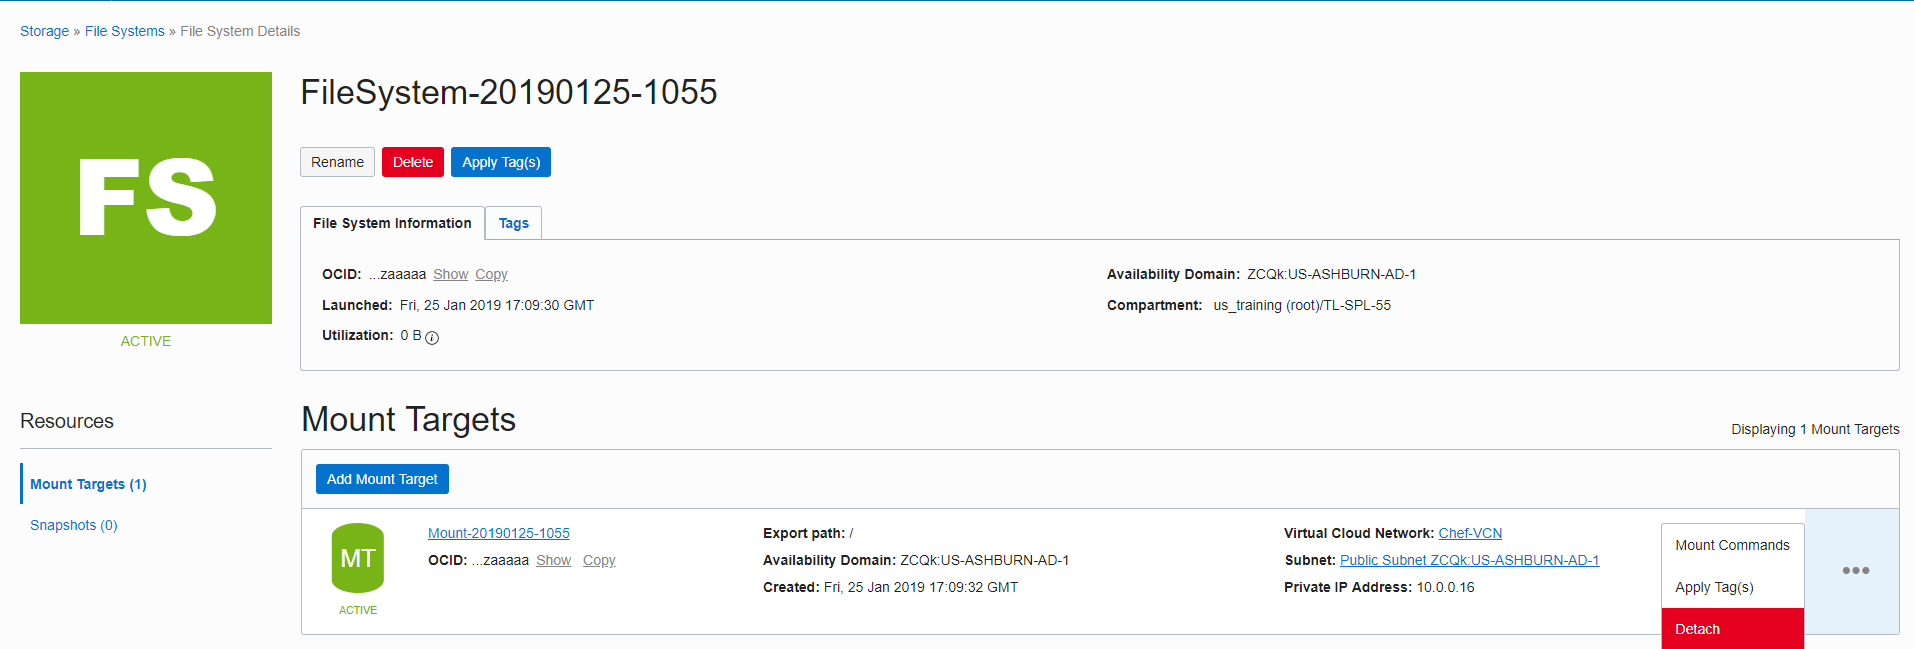 Storage » File Systems » File System Details
FS
ACTIVE
FileSystem-20190125-1055
Rename Delete Apply Tag(s)
File System Information Tags
OCID: ...zaaaaa Show Copy
Launched: Fri, 25 Jan 2019 17:09:30 GMT
Utilization: 0 B i
Availability Domain: ZCQk:US-ASHBURN-AD-1
Compartment: us_training (root)/TL-SPL-55
Resources
Mount Targets (1)
Snapshots (0)
Mount Targets
Displaying 1 Mount Targets
Add Mount Target
MT
ACTIVE
Mount-20190125-1055
OCID: ...zaaaaa Show Copy
Export path: /
Availability Domain: ZCQk:US-ASHBURN-AD-1
Created: Fri, 25 Jan 2019 17:09:32 GMT
Virtual Cloud Network: Chef-VCN
Subnet: Public Subnet ZCQk:US-ASHBURN-AD-1
Private IP Address: 10.0.0.16
Mount Commands
Apply Tag(s)
Detach